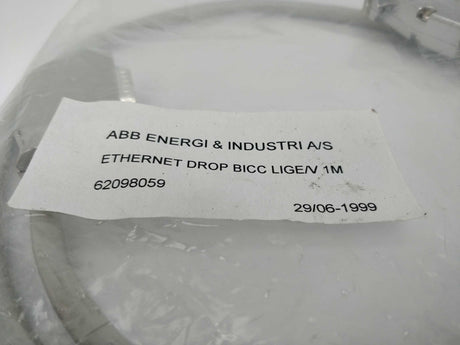 ABB ENERGI & INDUSTRI A/S
ETHERNET DROP BICC LIGE/V 1M
62098059
29/06-1999